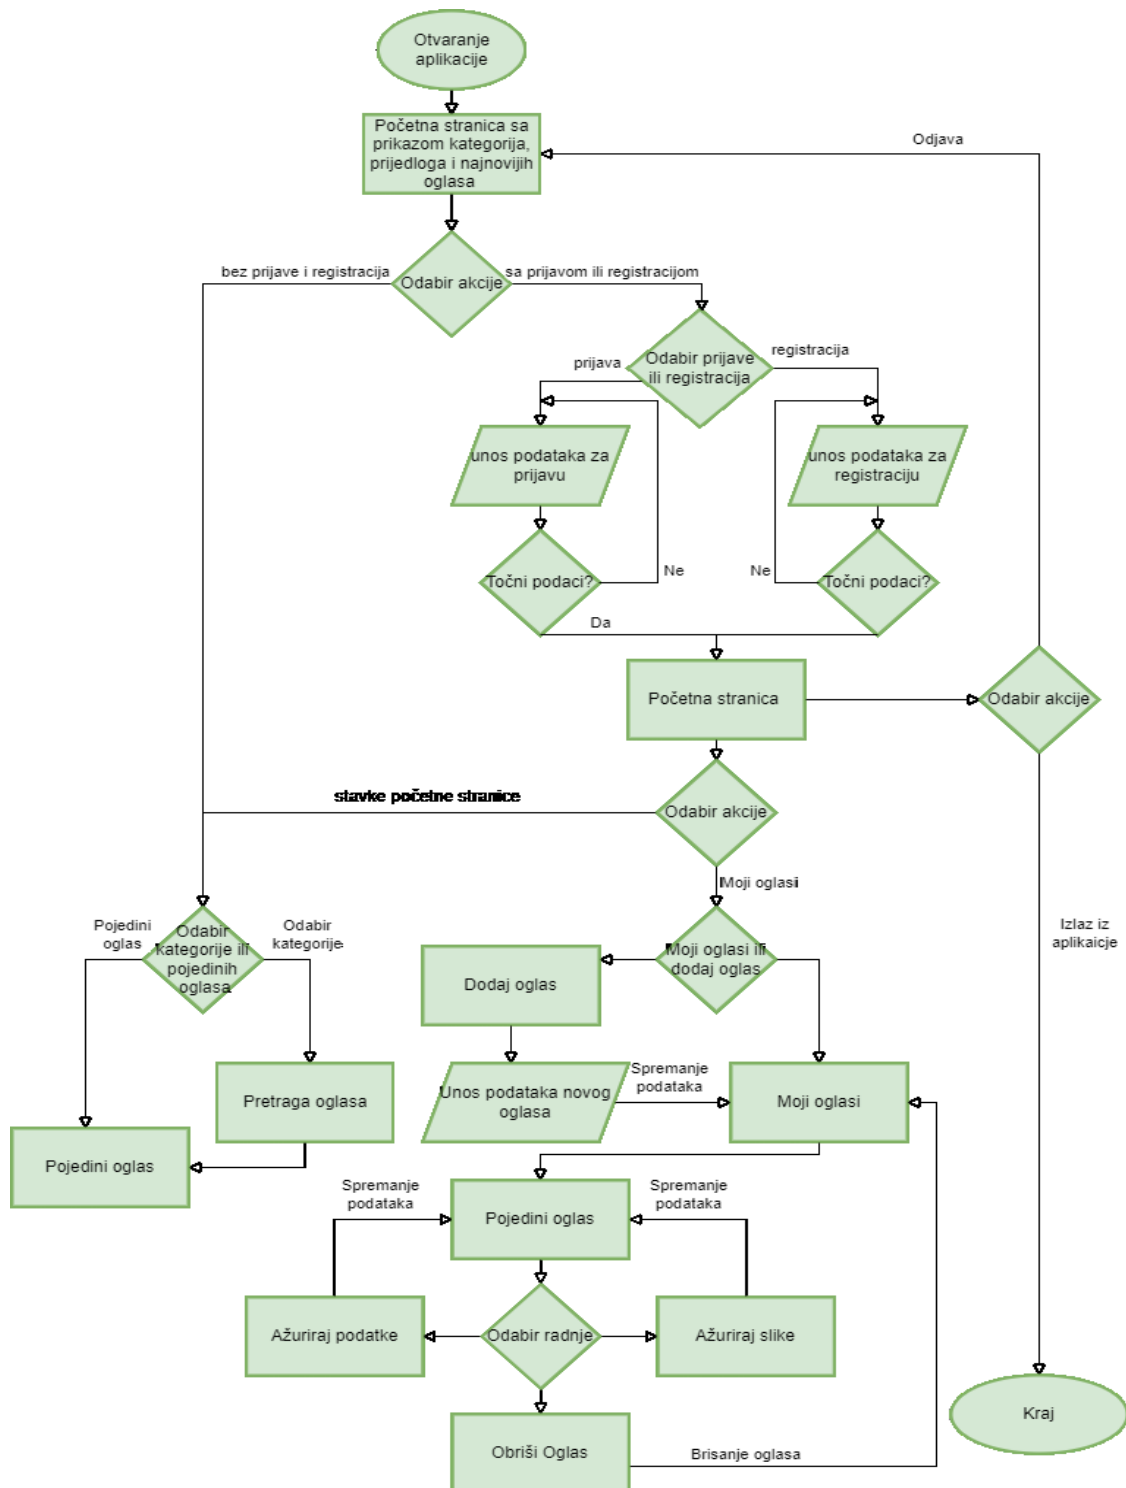 Otvaranje
aplikacije
Početna stranica sa
prikazom kategorija,
prijedloga i najnovijih
oglasa
Odjava
bez prijave i registracija
Odabir akcije
sa prijavom ili registracijom
Odabir prijave
ili registracija
prijava
registracija
unos podataka za
prijavu
unos podataka za
registraciju
Točni podaci?
Ne
Ne
Točni podaci?
Da
Početna stranica
Odabir akcije
stavke početne stranice
Odabir akcije
Moji oglasi
Pojedini
oglas
Odabir
kategorije ili
pojedinih
oglasa
Odabir
kategorije
Moji oglasi ili
dodaj oglas
Izlaz iz
aplikaicje
Dodaj oglas
Pretraga oglasa
Unos podataka novog
oglasa
Spremanje
podataka
Moji oglasi
Pojedini oglas
Spremanje
podataka
Pojedini oglas
Spremanje
podataka
Ažuriraj podatke
Odabir radnje
Ažuriraj slike
Kraj
Obriši Oglas
Brisanje oglasa